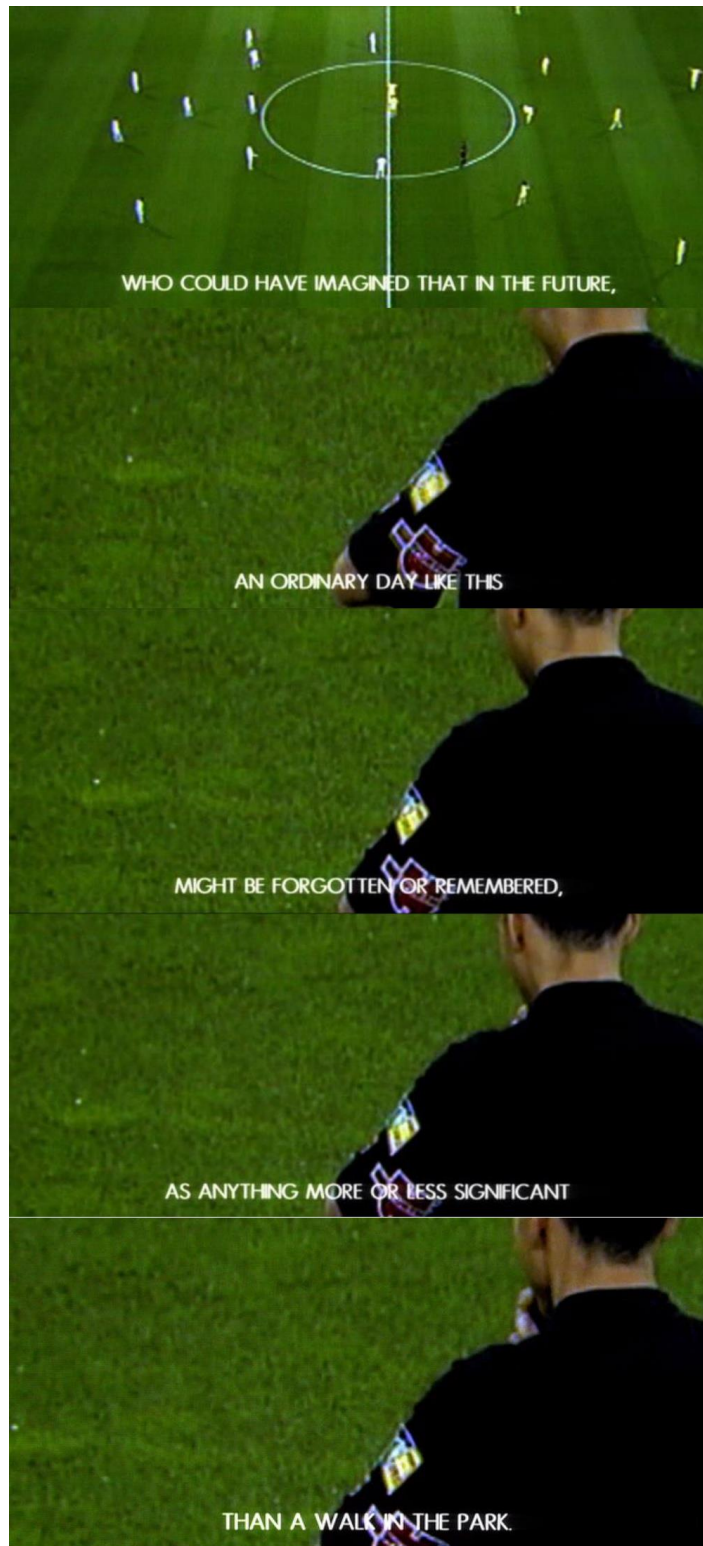 WHO COULD HAVE IMAGINED THAT IN THE FUTURE,
AN ORDINARY DAY LIKE THIS
MIGHT BE FORGOTTEN OR REMEMBERED,
AS ANYTHING MORE OR LESS SIGNIFICANT
THAN A WALK IN THE PARK.